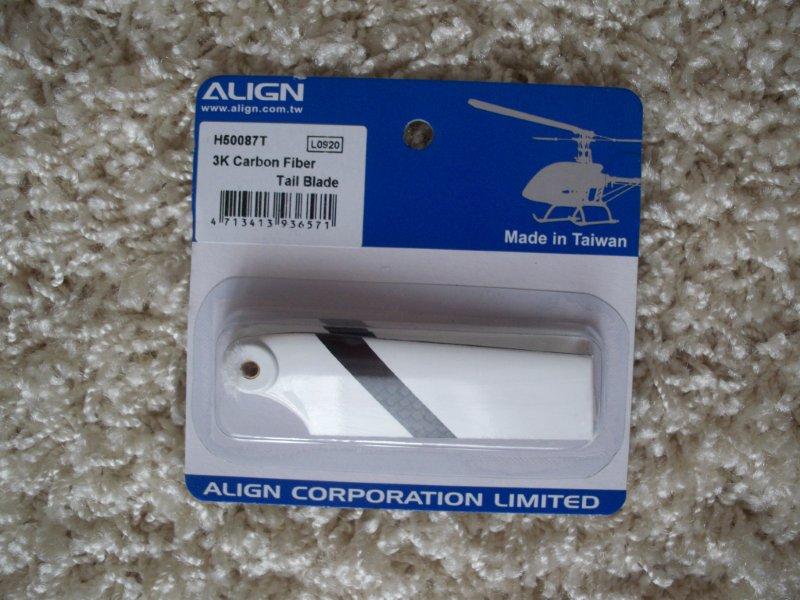 ALIGN
www.align.com.tw
H50087T L0920
3K Carbon Fiber
Tail Blade
4 713413 936571
Made in Taiwan
ALIGN CORPORATION LIMITED